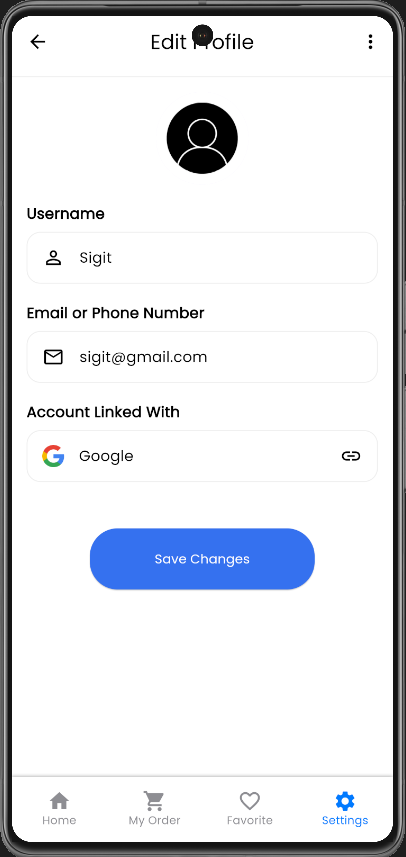 Edit Profile
Username
Sigit
Email or Phone Number
sigit@gmail.com
Account Linked With
Google
Save Changes
Home
My Order
Favorite
Settings